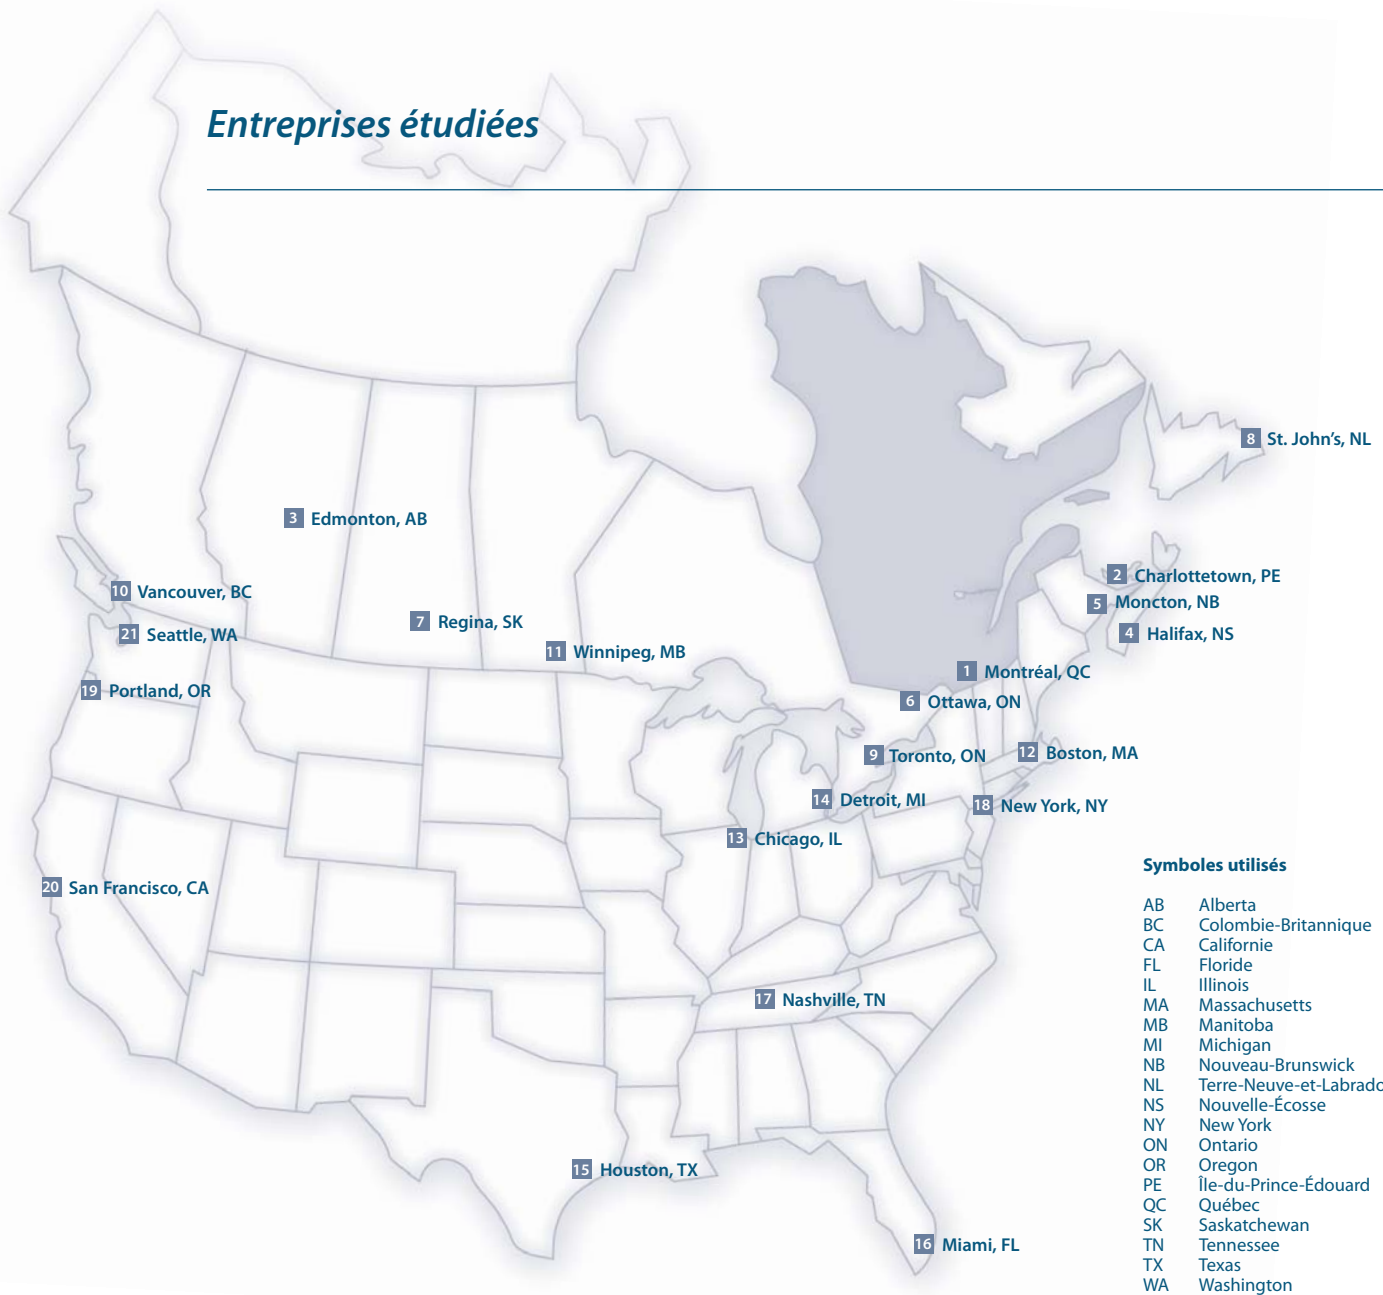 Entreprises étudiées
8 St. John's, NL
3 Edmonton, AB
2 Charlottetown, PE
10 Vancouver, BC
5 Moncton, NB
7 Regina, SK
21 Seattle, WA
4 Halifax, NS
11 Winnipeg, MB
1 Montréal, QC
19 Portland, OR
6 Ottawa, ON
12 Boston, MA
9 Toronto, ON
14 Detroit, MI
18 New York, NY
13 Chicago, IL
20 San Francisco, CA
17 Nashville, TN
15 Houston, TX
16 Miami, FL
Symboles utilisés
AB Alberta
BC Colombie-Britannique
CA Californie
FL Floride
IL Illinois
MA Massachusetts
MB Manitoba
MI Michigan
NB Nouveau-Brunswick
NL Terre-Neuve-et-Labrado
NS Nouvelle-Écosse
NY New York
ON Ontario
OR Oregon
PE Île-du-Prince-Édouard
QC Québec
SK Saskatchewan
TN Tennessee
TX Texas
WA Washington